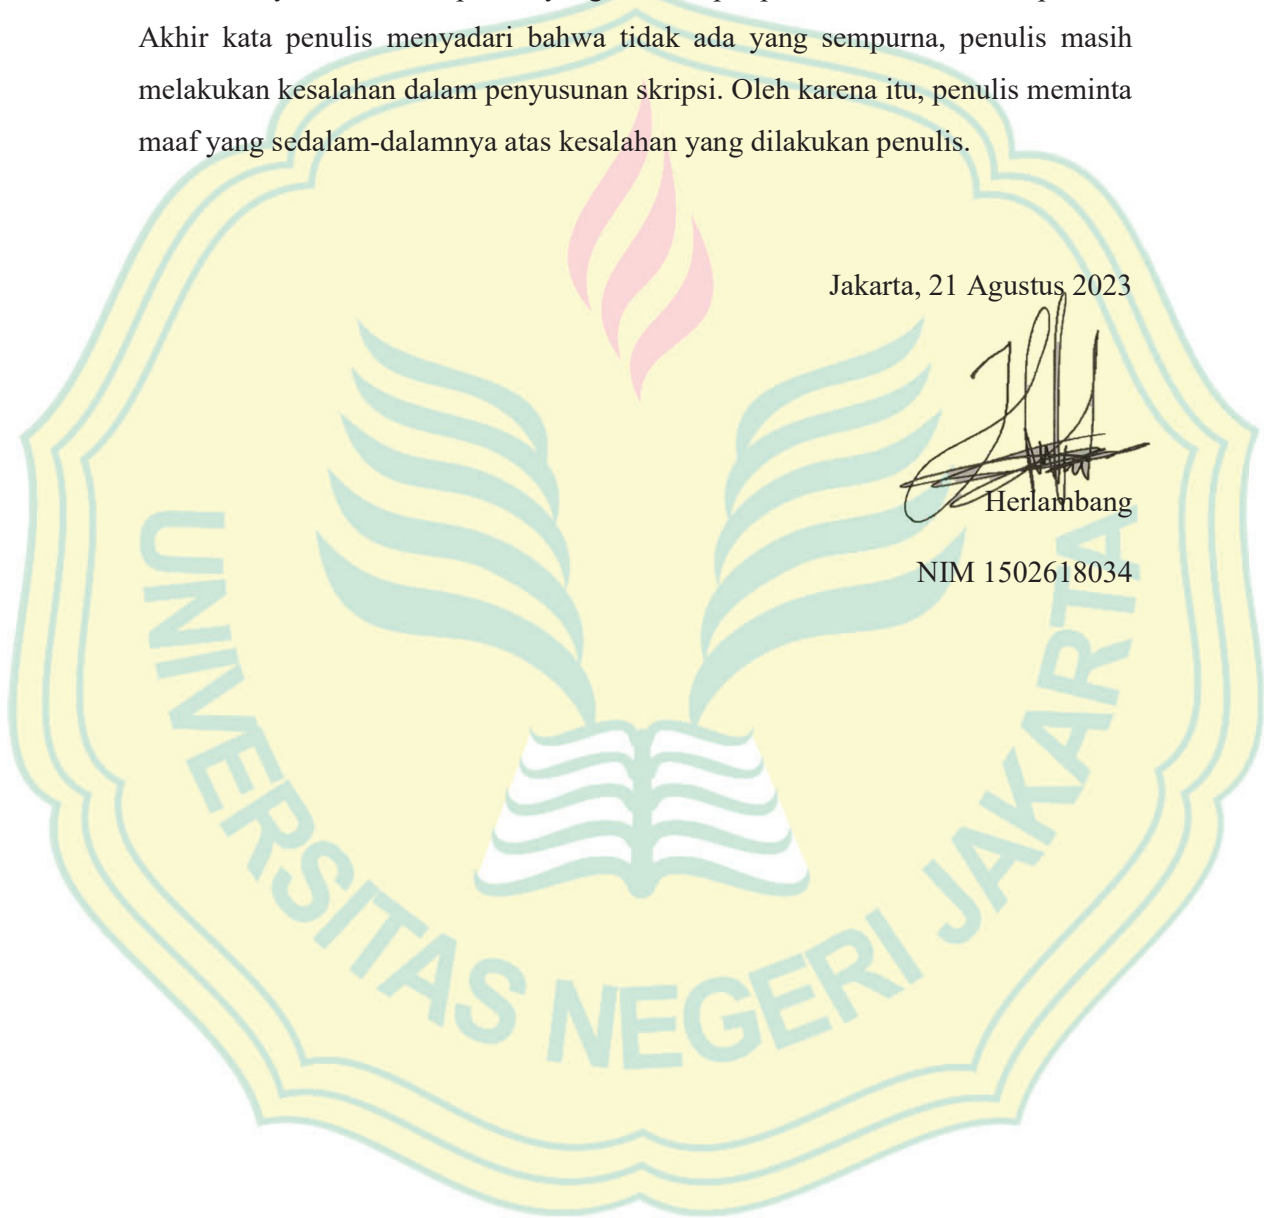 Akhir kata penulis menyadari bahwa tidak ada yang sempurna, penulis masih
melakukan kesalahan dalam penyusunan skripsi. Oleh karena itu, penulis meminta
maaf yang sedalam-dalamnya atas kesalahan yang dilakukan penulis.
Jakarta, 21 Agustus 2023
Herlambang
NIM 1502618034
UNIVERSITAS NEGERI JAKARTA